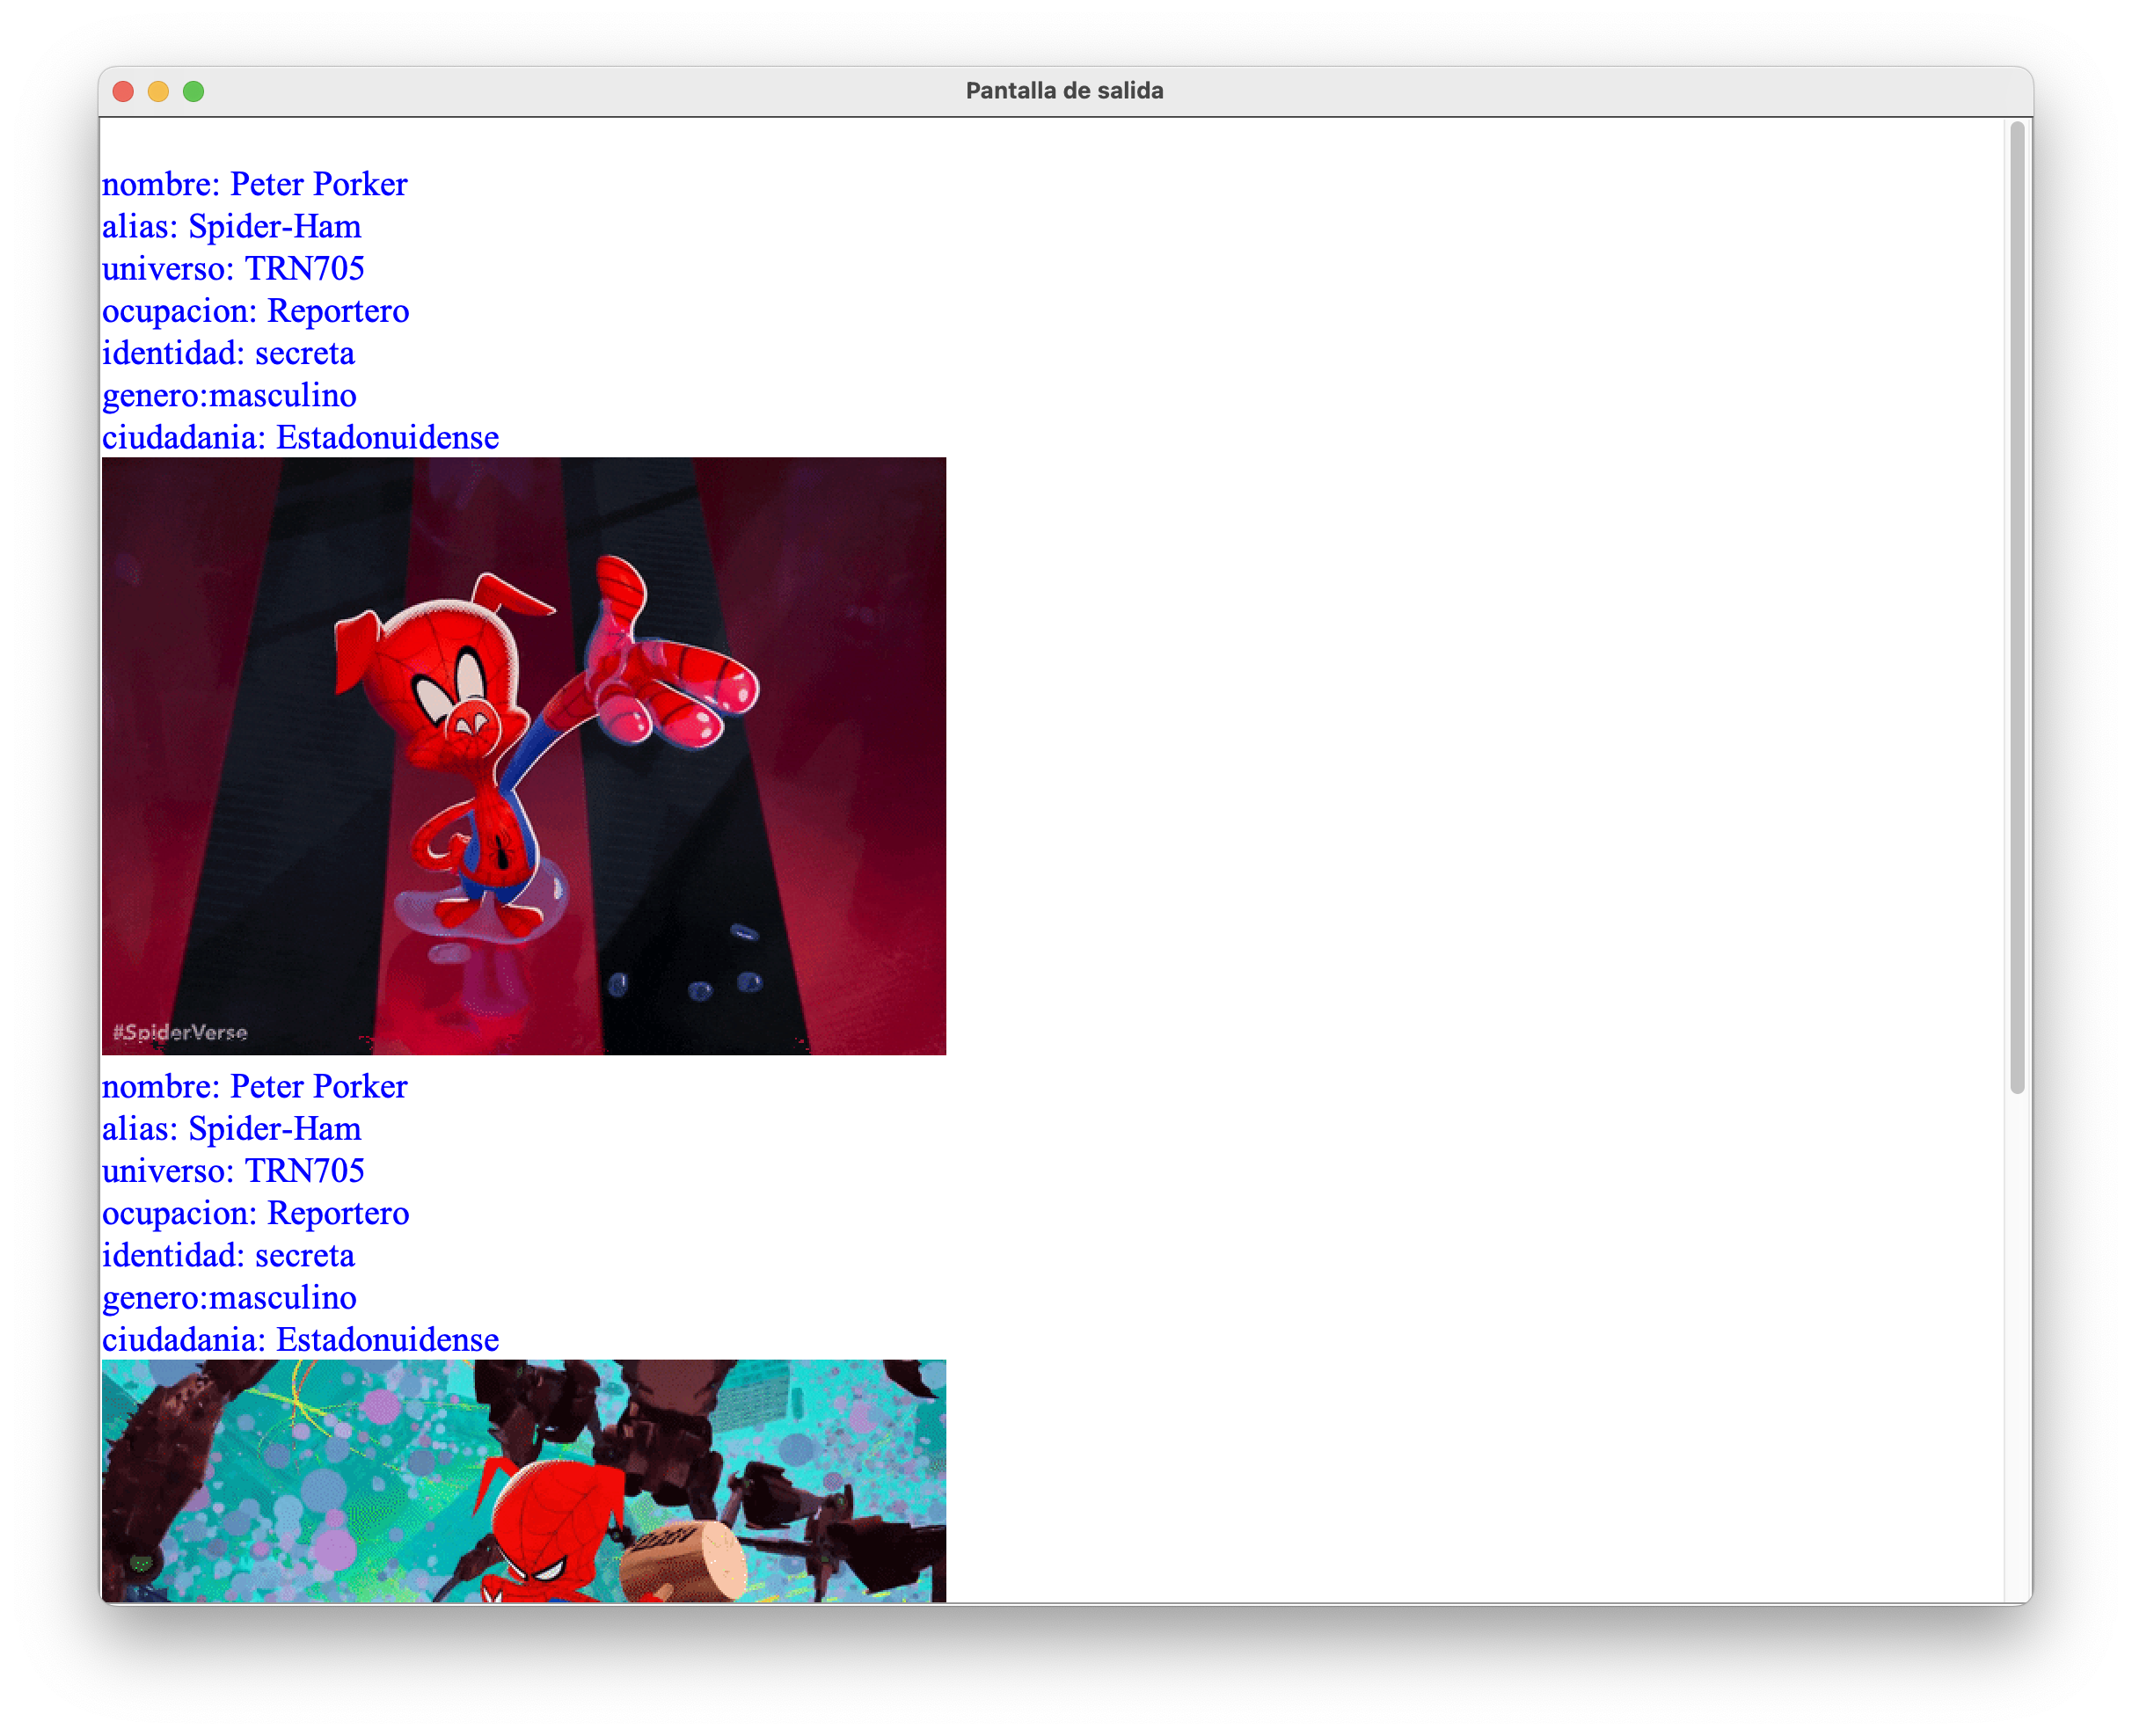 Pantalla de salida
nombre: Peter Porker
alias: Spider-Ham
universo: TRN705
ocupacion: Reportero
identidad: secreta
genero:masculino
ciudadania: Estadonuidense
#SpiderVerse
nombre: Peter Porker
alias: Spider-Ham
universo: TRN705
ocupacion: Reportero
identidad: secreta
genero:masculino
ciudadania: Estadonuidense